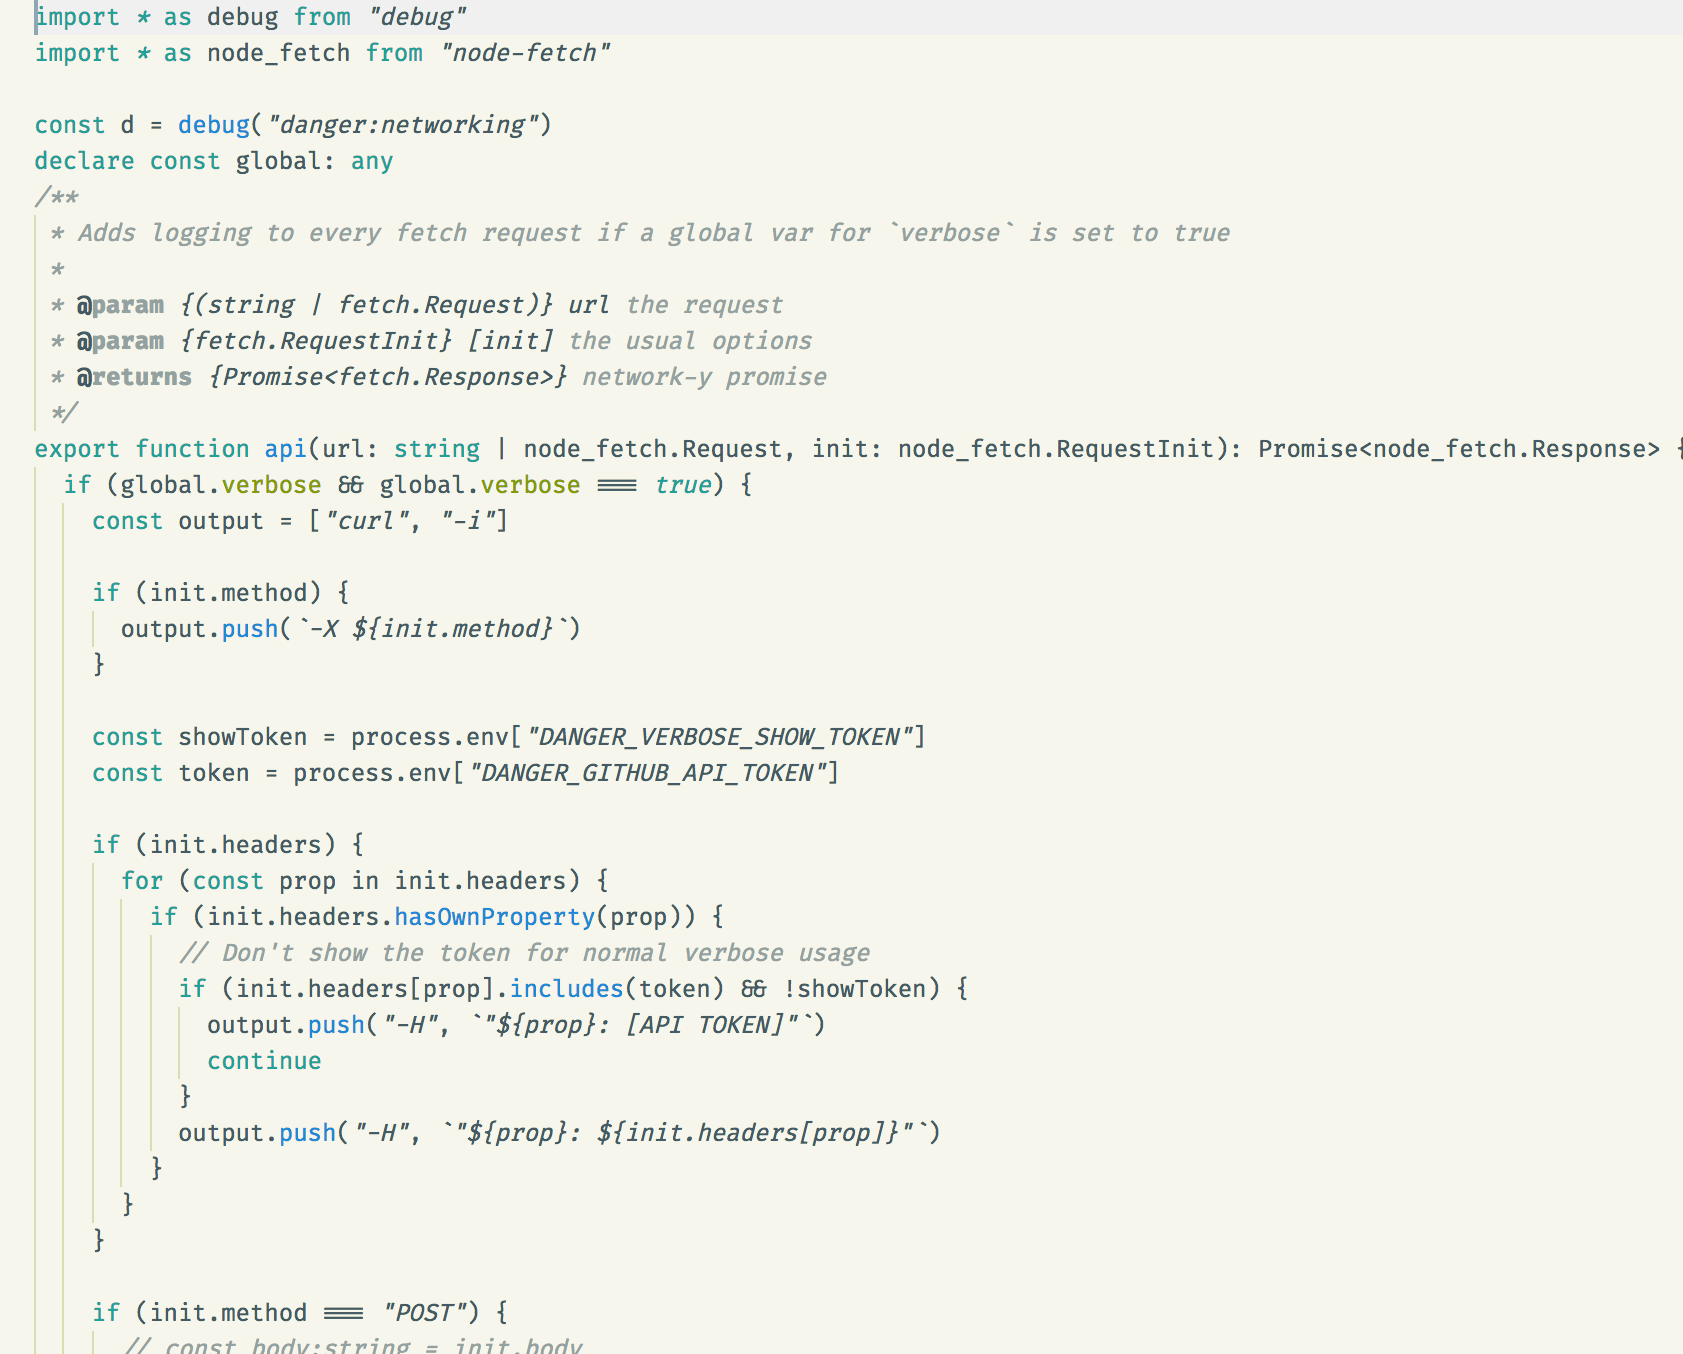 import * as debug from "debug"
import * as node_fetch from "node-fetch"
const d = debug("danger:networking")
declare const global: any
/**
* Adds logging to every fetch request if a global var for `verbose` is set to true
*
* @param {(string | fetch.Request)} url the request
* @param {fetch.RequestInit} [init] the usual options
* @returns {Promise<fetch.Response>} network-y promise
*/
export function api(url: string | node_fetch.Request, init: node_fetch.RequestInit): Promise<node_fetch.Response> {
if (global.verbose && global.verbose === true) {
const output = ["curl", "-i"]
if (init.method) {
output.push(`-X ${init.method}`)
}
const showToken = process.env["DANGER_VERBOSE_SHOW_TOKEN"]
const token = process.env["DANGER_GITHUB_API_TOKEN"]
if (init.headers) {
for (const prop in init.headers) {
if (init.headers.hasOwnProperty(prop)) {
// Don't show the token for normal verbose usage
if (init.headers[prop].includes(token) && !showToken) {
output.push("-H", `"${prop}: [API TOKEN]"`)
continue
}
output.push("-H", `"${prop}: ${init.headers[prop]}"`)
}
}
}
if (init.method === "POST") {
// const body:string = init.body